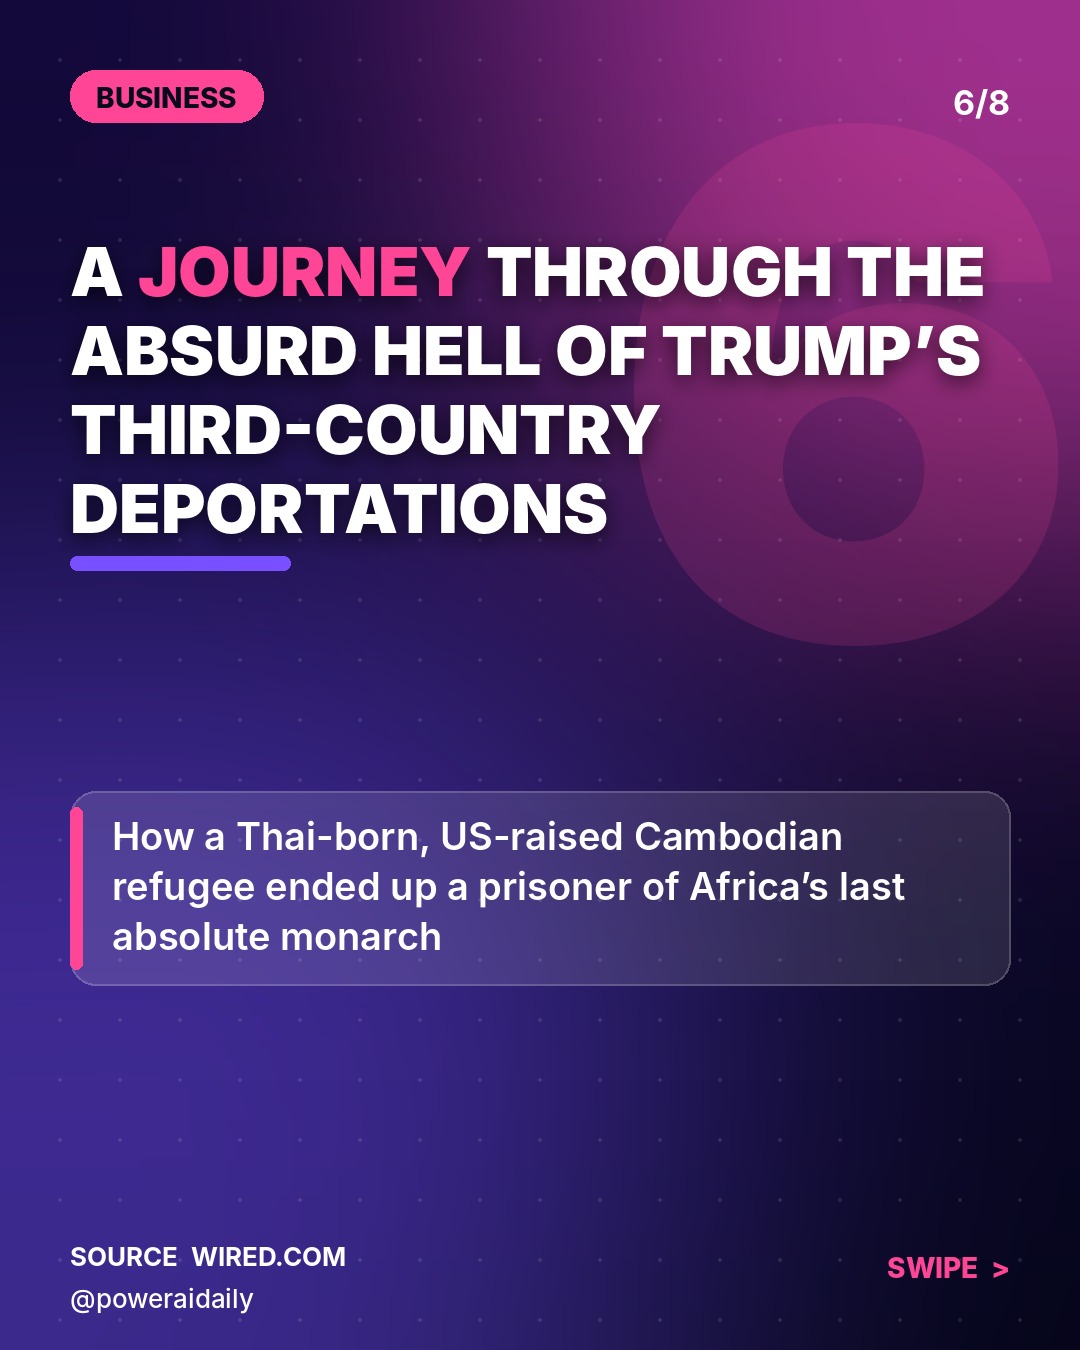 BUSINESS
6/8
A JOURNEY THROUGH THE
ABSURD HELL OF TRUMP’S
THIRD-COUNTRY
DEPORTATIONS
6
How a Thai-born, US-raised Cambodian
refugee ended up a prisoner of Africa’s last
absolute monarch
SOURCE WIRED.COM
@poweraidaily
SWIPE >